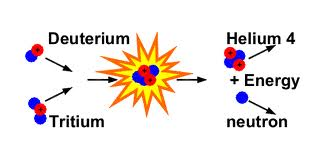 Deuterium
Tritium
Helium 4
+ Energy
neutron